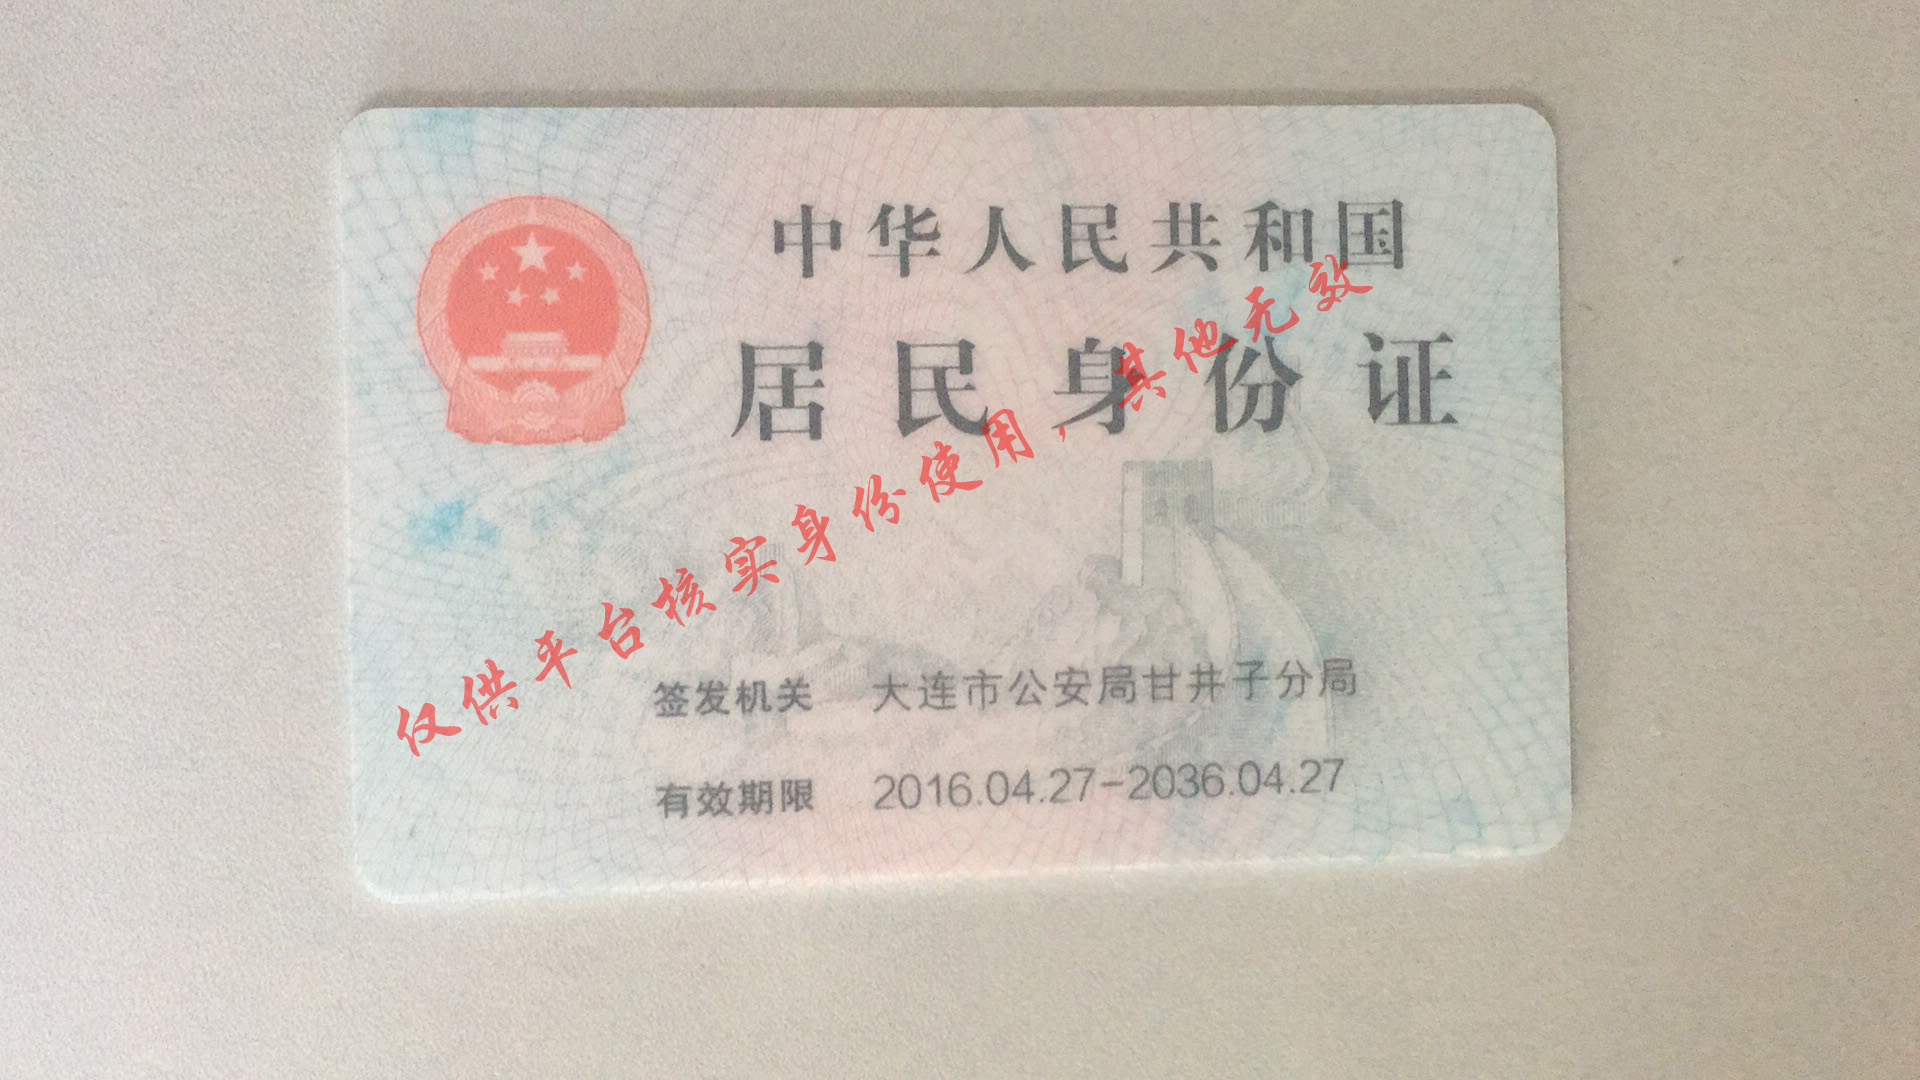 中华人民共和国
居民身份证
仅供平台核实身份使用，其他无效
签发机关 大连市公安局甘井子分局
有效期限 2016.04.27-2036.04.27